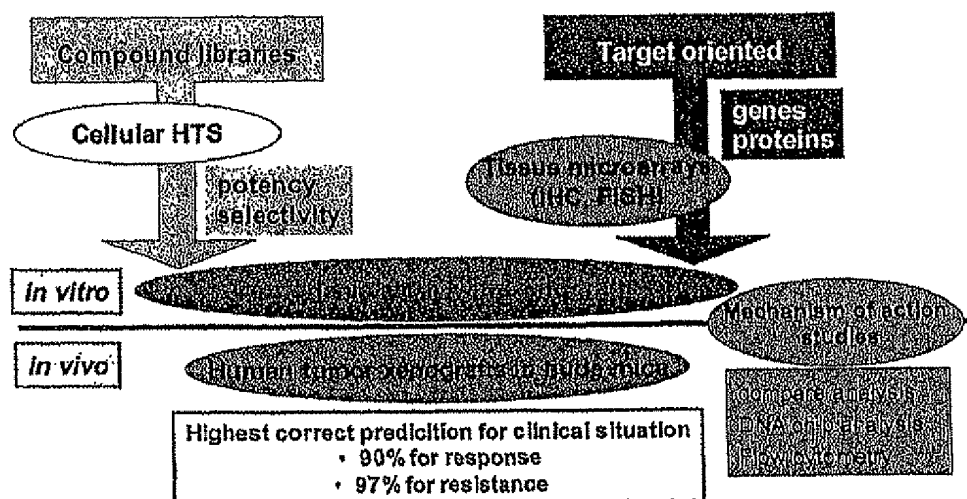 Compound libraries
Target oriented
Cellular HTS
genes
proteins
Tissue microarrays
(IHC, FISH)
potency
selectivity
In vitro
Mechanism of action
studies
In vivo
Human tumor xenografts in nude mice
compare analysis
DNA chip analysis
Flow cytometry
Highest correct predicition for clinical situation
• 90% for response
• 97% for resistance